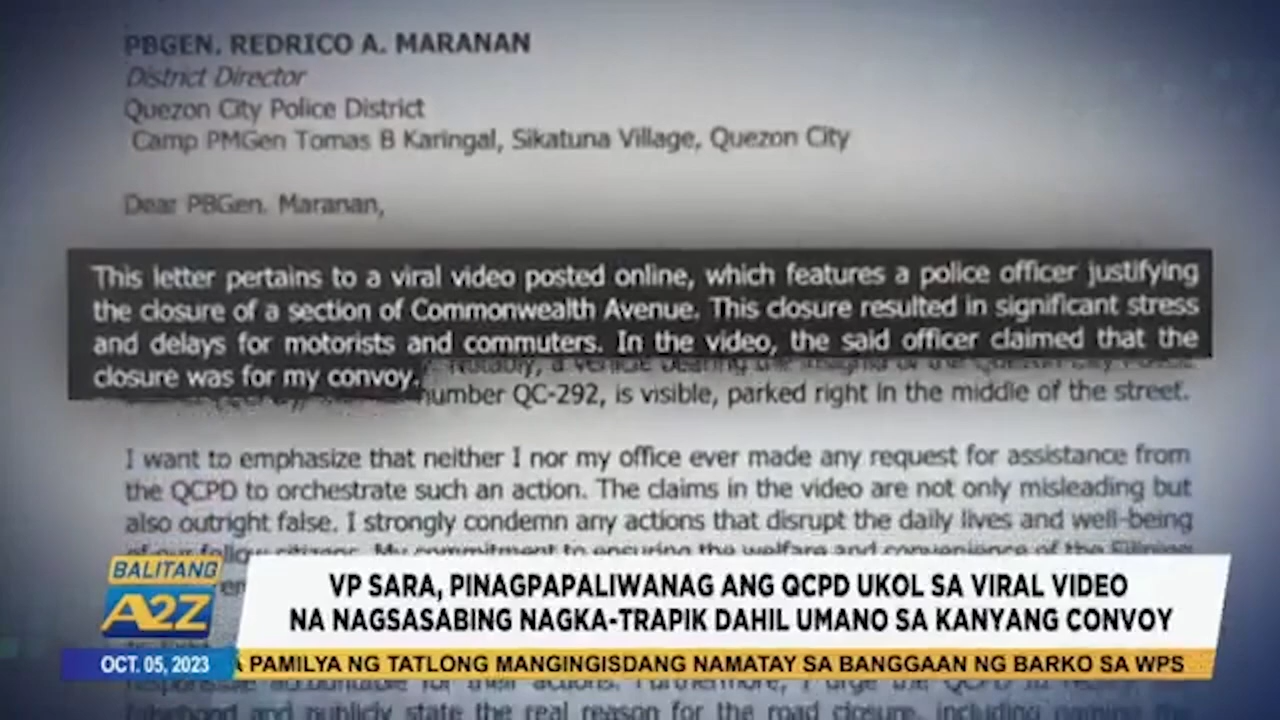 PBGEN. REDRICO A. MARANAN
District Director
Quezon City Police District
Camp PMGen Tomas B Karingal, Sikatuna Village, Quezon City
Dear PBGen. Maranan,
This letter pertains to a viral video posted online, which features a police officer justifying
the closure of a section of Commonwealth Avenue. This closure resulted in significant stress
and delays for motorists and commuters. In the video, the said officer claimed that the
closure was for my convoy.
number QC-292, is visible, parked right in the middle of the street.
I want to emphasize that neither I nor my office ever made any request for assistance from
the QCPD to orchestrate such an action. The claims in the video are not only misleading but
also outright false. I strongly condemn any actions that disrupt the daily lives and well-being
BALITANG
A2Z
VP SARA, PINAGPAPALIWANAG ANG QCPD UKOL SA VIRAL VIDEO
NA NAGSASABING NAGKA-TRAPIK DAHIL UMANO SA KANYANG CONVOY
OCT. 05, 2023
PAMILYA NG TATLONG MANGINGISDANG NAMATAY SA BANGGAAN NG BARKO SA WPS